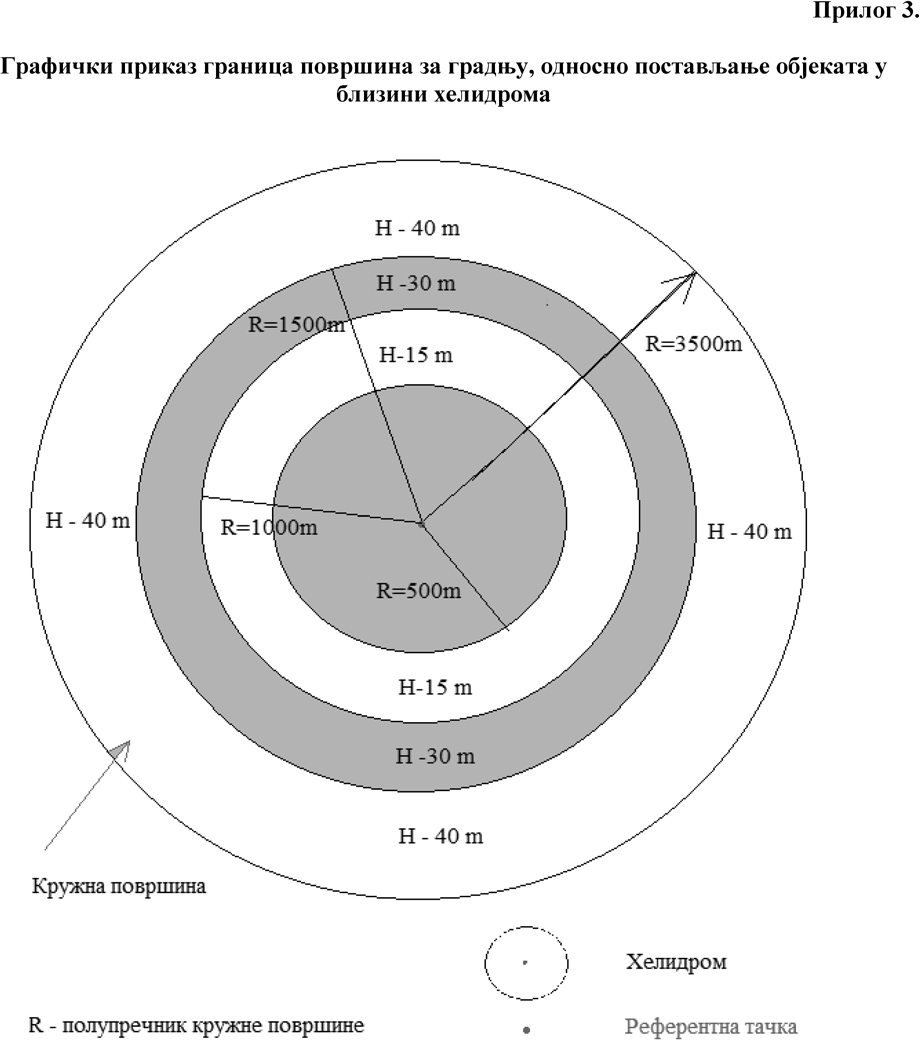 Прилог 3.
Графички приказ граница површина за градњу, односно постављање објеката у
близини хелидрома
H - 40 m
H -30 m
R=1500m
R=3500m
H-15 m
H - 40 m
R=1000m
H - 40 m
R=500m
H-15 m
H -30 m
H - 40 m
Кружна површина
Хелидром
R - полупречник кружне површине
Референтна тачка